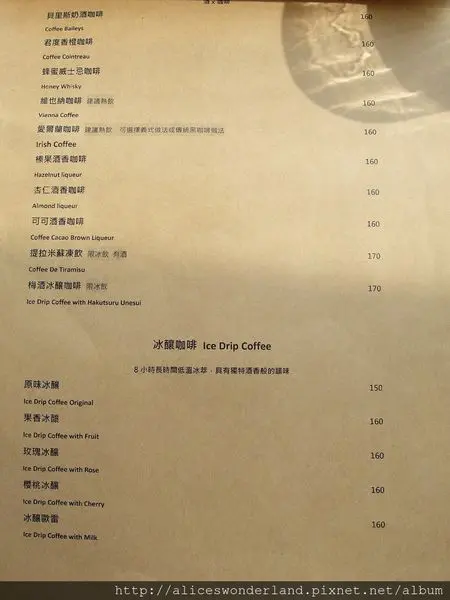 酒 x 咖啡
貝里斯奶酒咖啡 160
Coffee Baileys
君度香橙咖啡 160
Coffee Cointreau
蜂蜜威士忌咖啡 160
Honey Whisky
維也納咖啡 建議熱飲 160
Vienna Coffee
愛爾蘭咖啡 建議熱飲 可選擇義式做法或傳統黑咖啡做法 160
Irish Coffee
榛果酒香咖啡 160
Hazelnut liqueur
杏仁酒香咖啡 160
Almond liqueur
可可酒香咖啡 160
Coffee Cacao Brown Liqueur
提拉米蘇凍飲 限冰飲 有酒 170
Coffee De Tiramisu
梅酒冰釀咖啡 限冰飲 170
Ice Drip Coffee with Hakutsuru Unesui
冰釀咖啡 Ice Drip Coffee
8 小時長時間低溫冰萃，具有獨特酒香般的韻味
原味冰釀 150
Ice Drip Coffee Original
果香冰釀 160
Ice Drip Coffee with Fruit
玫瑰冰釀 160
Ice Drip Coffee with Rose
櫻桃冰釀 160
Ice Drip Coffee with Cherry
冰釀歐蕾 160
Ice Drip Coffee with Milk
http://aliceswonderland.pixnet.net/album